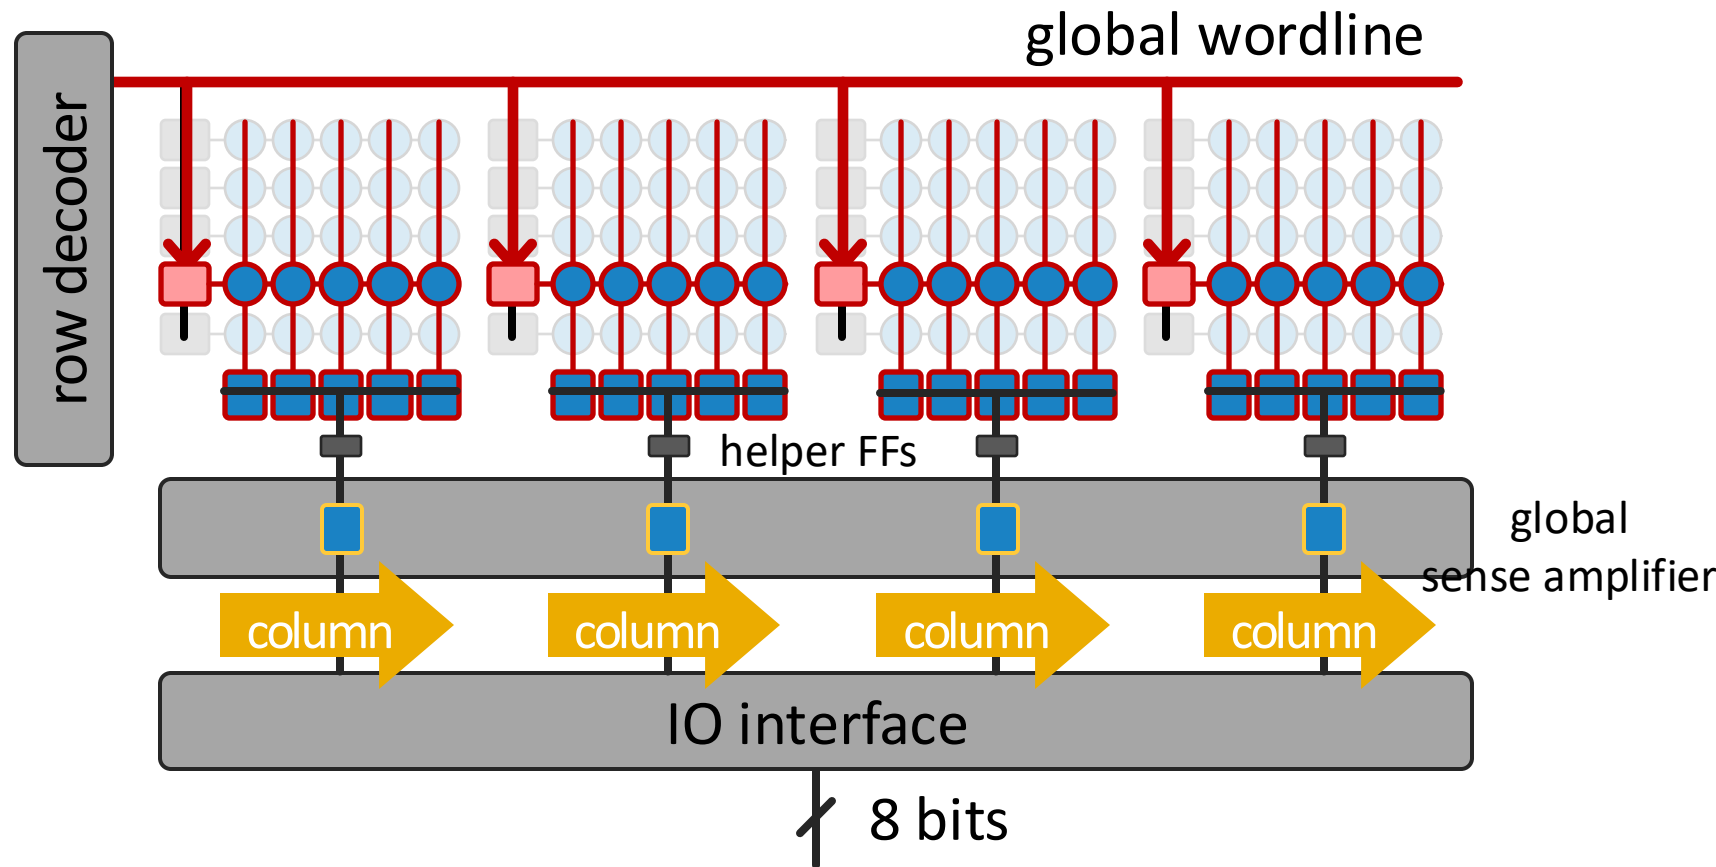 global wordline
row decoder
helper FFs
global
sense amplifier
column
column
column
column
IO interface
8 bits